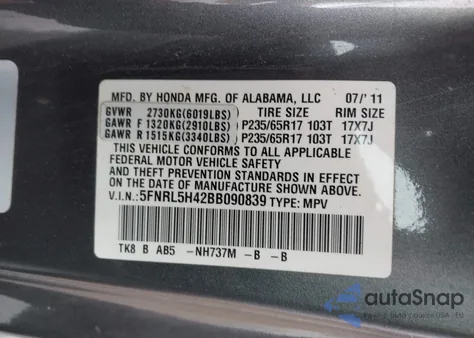 MFD. BY HONDA MFG. OF ALABAMA, LLC 07/'11
GVWR 2730KG(6019LBS) TIRE SIZE RIM SIZE
GAWR F 1320KG(2910LBS) P235/65R17 103T 17X7J
GAWR R 1515KG(3340LBS) P235/65R17 103T 17X7J
THIS VEHICLE CONFORMS TO ALL APPLICABLE
FEDERAL MOTOR VEHICLE SAFETY AND
THEFT PREVENTION STANDARDS IN EFFECT
ON THE DATE OF MANUFACTURE SHOWN ABOVE.
V.I.N.: 5FNRL5H42BB090839 TYPE: MPV
TK8 B AB5 -NH737M -B -B
autoSnap